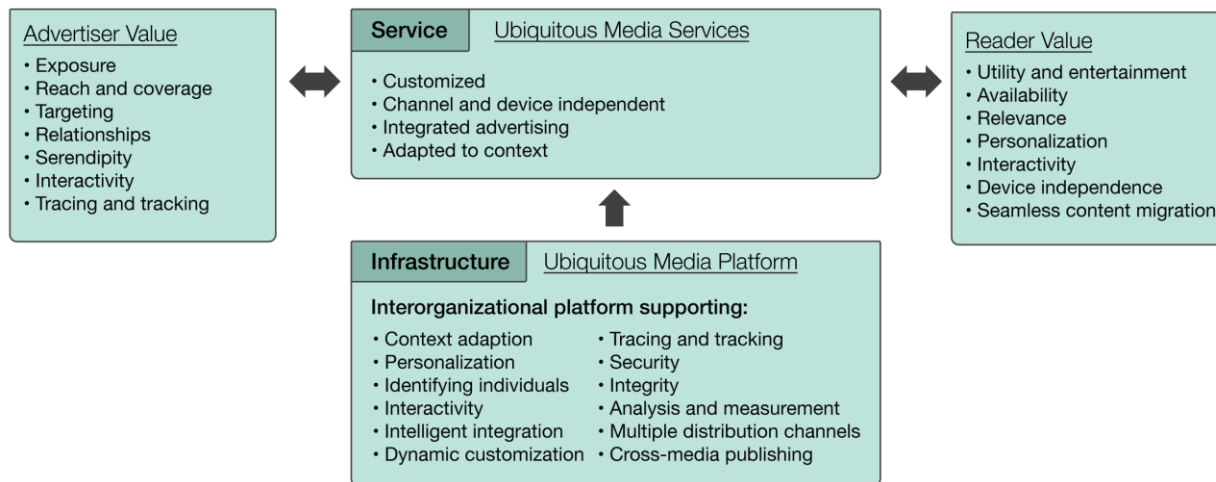 Advertiser Value
• Exposure
• Reach and coverage
• Targeting
• Relationships
• Serendipity
• Interactivity
• Tracing and tracking
Service
Ubiquitous Media Services
• Customized
• Channel and device independent
• Integrated advertising
• Adapted to context
Reader Value
• Utility and entertainment
• Availability
• Relevance
• Personalization
• Interactivity
• Device independence
• Seamless content migration
Infrastructure
Ubiquitous Media Platform
Interorganizational platform supporting:
• Context adaption
• Personalization
• Identifying individuals
• Interactivity
• Intelligent integration
• Dynamic customization
• Tracing and tracking
• Security
• Integrity
• Analysis and measurement
• Multiple distribution channels
• Cross-media publishing